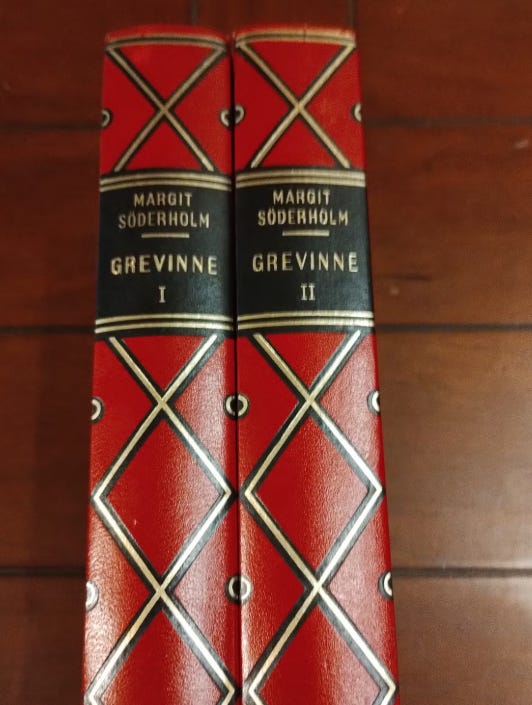 MARGIT
SÖDERHOLM
GREVINNE
I
MARGIT
SÖDERHOLM
GREVINNE
II